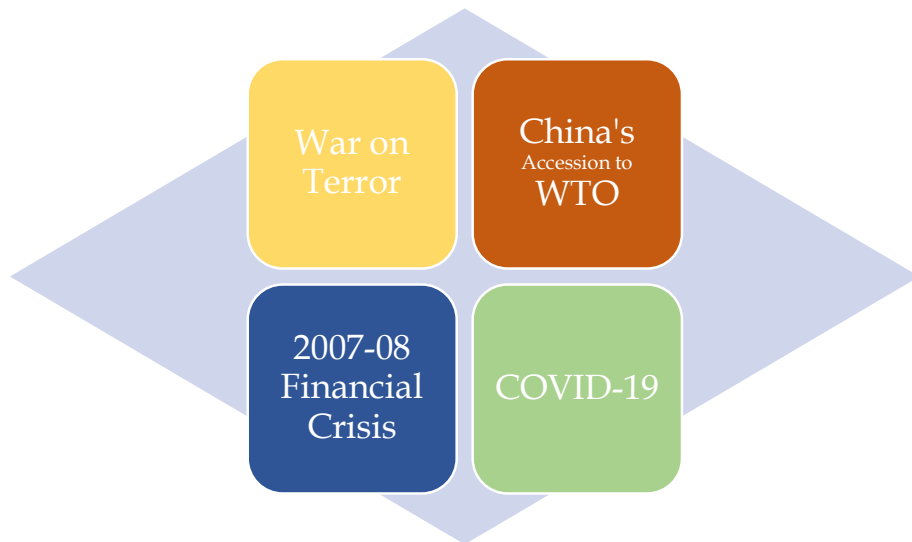 War on
Terror
China's
Accession to
WTO
2007-08
Financial
Crisis
COVID-19